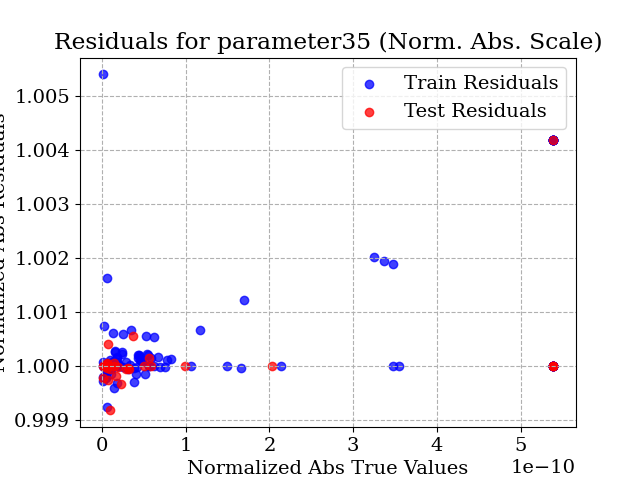 Residuals for parameter35 (Norm. Abs. Scale)
Train Residuals
Test Residuals
Normalized Abs Residuals
1.005
1.004
1.003
1.002
1.001
1.000
0.999
0
1
2
3
4
5
1e−10
Normalized Abs True Values